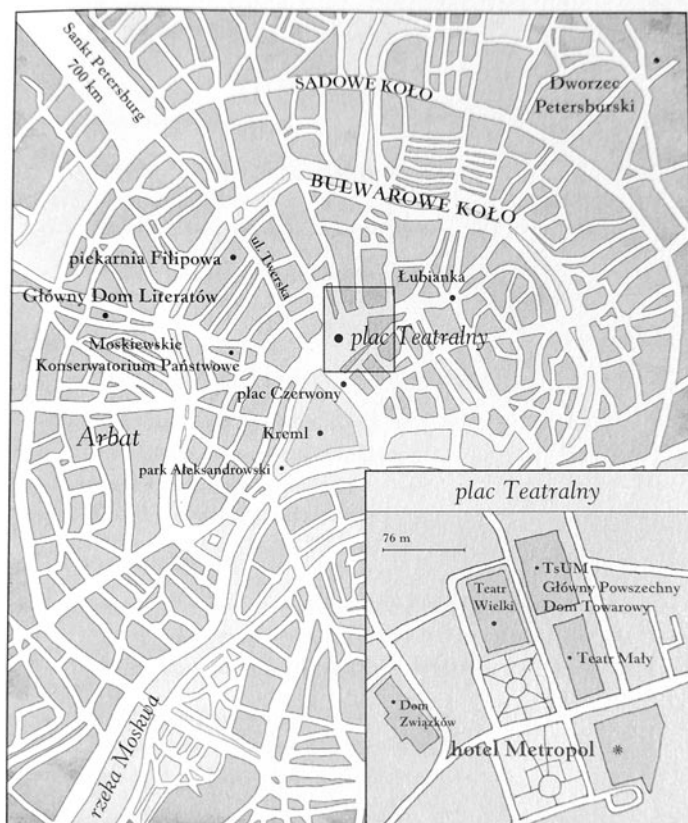 Sankt Petersburg
700 km
SADOWE KOŁO
Dworzec
Petersburski
BULWAROWE KOŁO
piekarnia Filipowa
ul. Twerska
Łubianka
Główny Dom Literatów
plac Teatralny
Moskiewskie
Konserwatorium Państwowe
plac Czerwony
Arbat
Kreml
park Aleksandrowski
rzeka Moskwa
plac Teatralny
76 m
TsUM
Główny Powszechny
Dom Towarowy
Teatr
Wielki
Teatr Mały
Dom
Związków
hotel Metropol